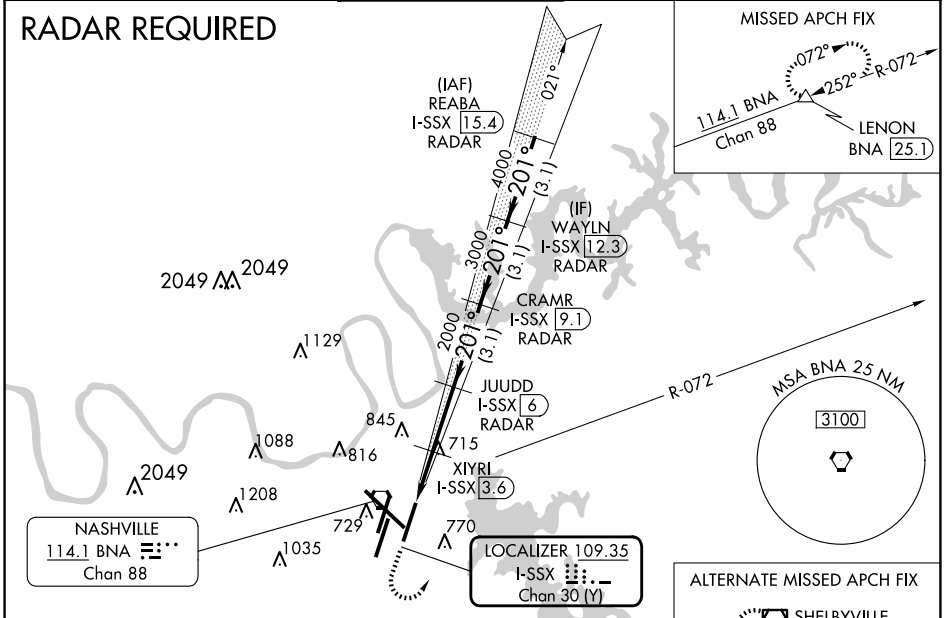 RADAR REQUIRED
(IAF)
REABA
I-SSX 15.4
RADAR
021°
4000
201°
(3.1)
(IF)
WAYLN
I-SSX 12.3
RADAR
3000
201°
(3.1)
CRAMR
I-SSX 9.1
RADAR
2000
201°
(3.1)
JUUDD
I-SSX 6
RADAR
XIYRI
I-SSX 3.6
R-072
2049
2049
1129
845
715
1088
816
2049
1208
729
770
1035
NASHVILLE
114.1 BNA
Chan 88
LOCALIZER 109.35
I-SSX
Chan 30 (Y)
MISSED APCH FIX
072°
252°
R-072
114.1 BNA
Chan 88
LENON
BNA 25.1
MSA BNA 25 NM
3100
ALTERNATE MISSED APCH FIX
SHELBYVILLE